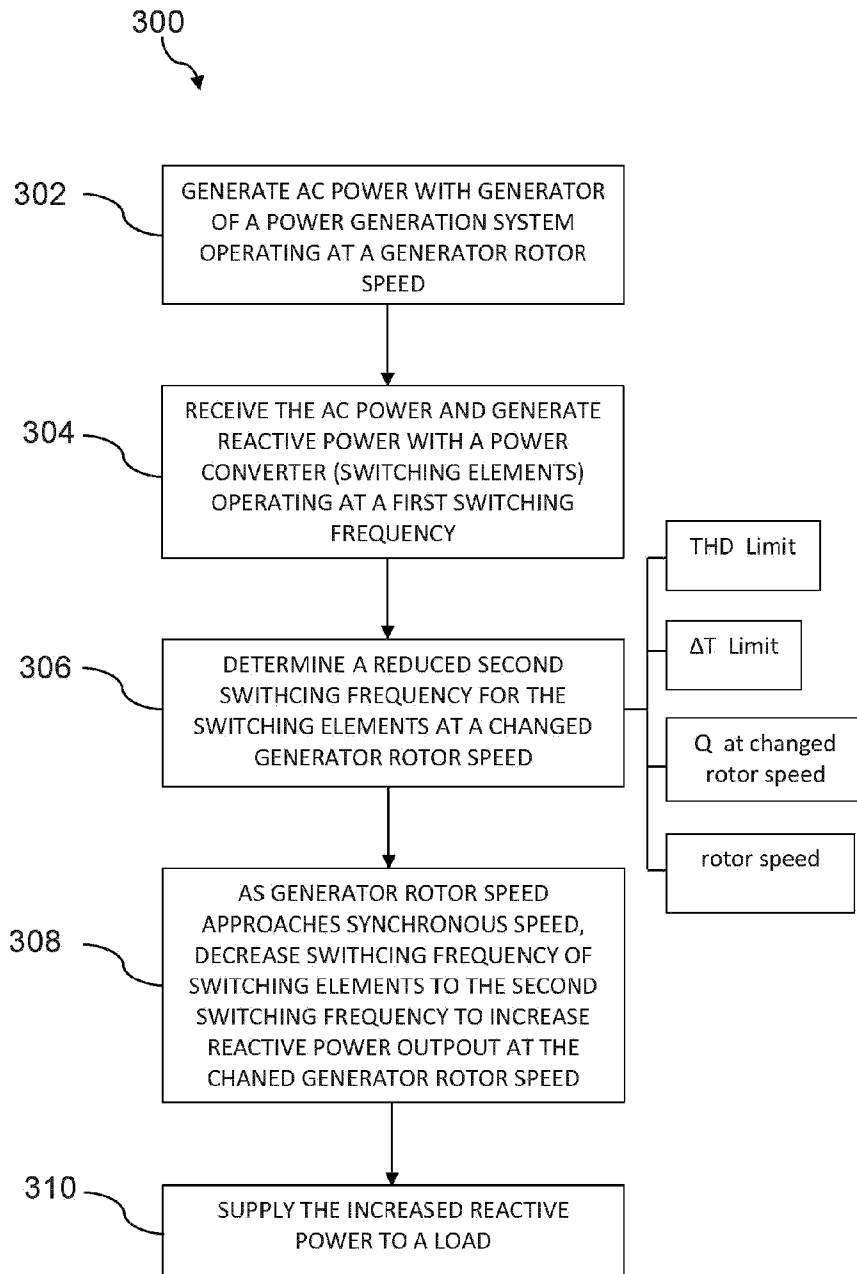 300
302
GENERATE AC POWER WITH GENERATOR
OF A POWER GENERATION SYSTEM
OPERATING AT A GENERATOR ROTOR
SPEED
304
RECEIVE THE AC POWER AND GENERATE
REACTIVE POWER WITH A POWER
CONVERTER (SWITCHING ELEMENTS)
OPERATING AT A FIRST SWITCHING
FREQUENCY
306
DETERMINE A REDUCED SECOND
SWITHCING FREQUENCY FOR THE
SWITCHING ELEMENTS AT A CHANGED
GENERATOR ROTOR SPEED
THD Limit
ΔT Limit
Q at changed
rotor speed
rotor speed
308
AS GENERATOR ROTOR SPEED
APPROACHES SYNCHRONOUS SPEED,
DECREASE SWITHCING FREQUENCY OF
SWITCHING ELEMENTS TO THE SECOND
SWITCHING FREQUENCY TO INCREASE
REACTIVE POWER OUTPOUT AT THE
CHANED GENERATOR ROTOR SPEED
310
SUPPLY THE INCREASED REACTIVE
POWER TO A LOAD